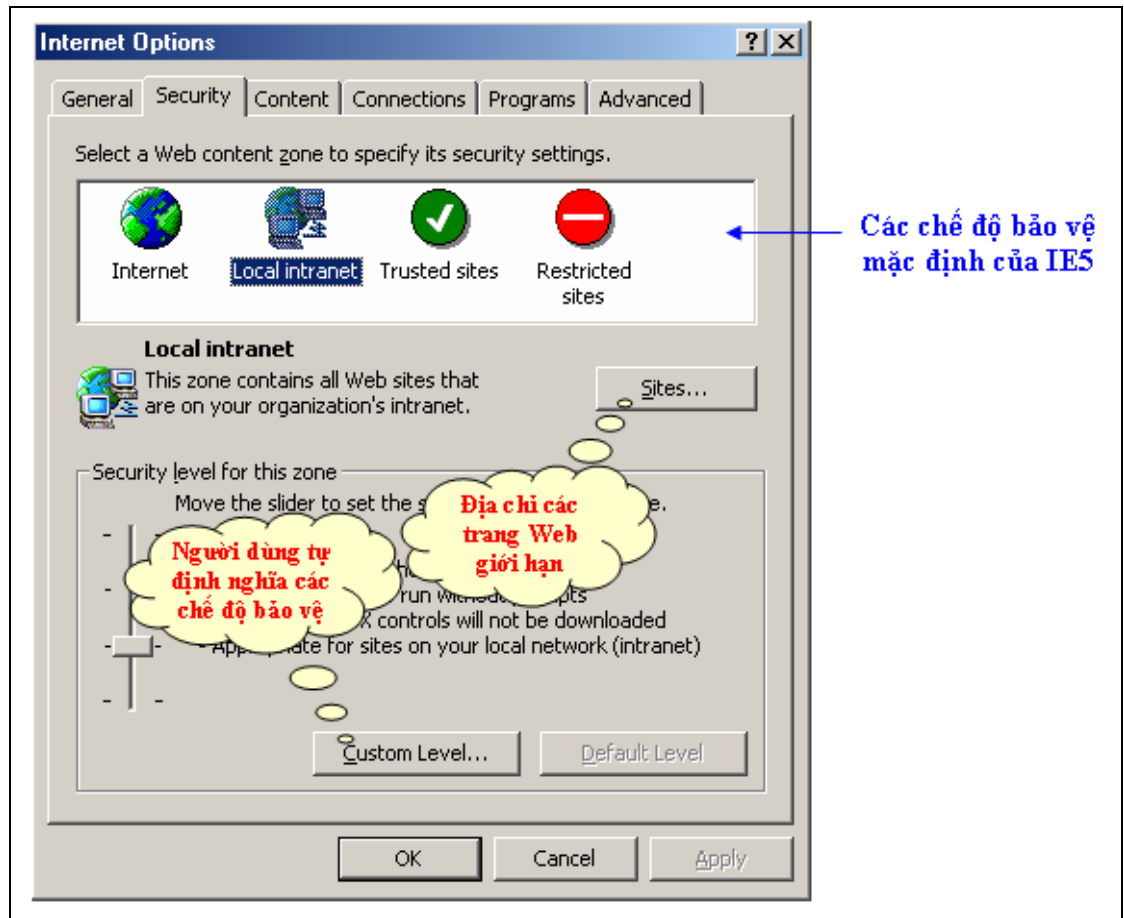 Internet Options
General Security Content Connections Programs Advanced
Select a Web content zone to specify its security settings.
Internet
Local intranet
Trusted sites
Restricted
sites
Các chế độ bảo vệ
mặc định của IE5
Local intranet
This zone contains all Web sites that
are on your organization's intranet.
Sites...
Security level for this zone
Move the slider to set the
Địa chỉ các
trang Web
giới hạn
Người dùng tự
định nghĩa các
chế độ bảo vệ
run
controls will not be downloaded
for sites on your local network (intranet)
Custom Level...
Default Level
OK
Cancel
Apply